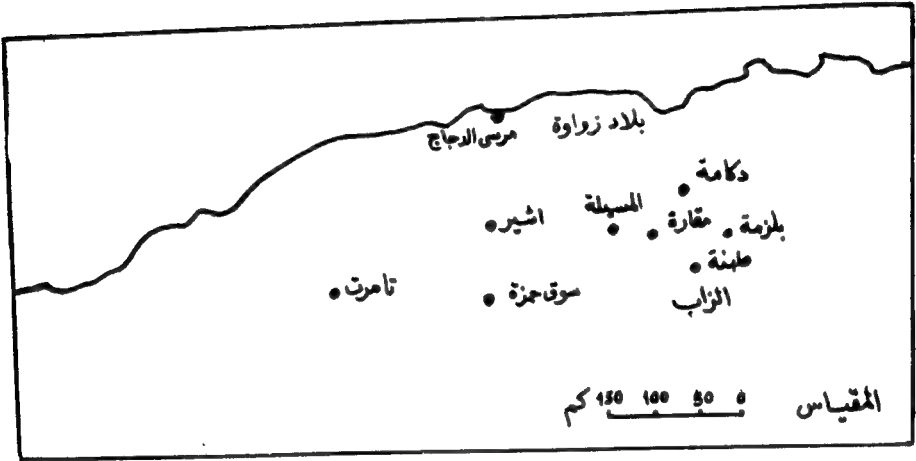 بلاد زواوة
مرسى الدجاج
دكامة
المسيلة
اشير
مقارة
بلزمة
طبنة
الزاب
سوق حمزة
تاهرت
المقياس
0 50 100 150 كم